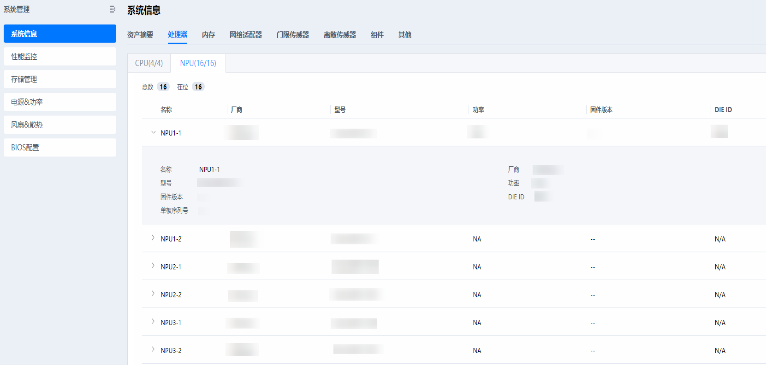 系统管理
系统信息
性能监控
存储管理
电源&功率
风扇&散热
BIOS配置
系统信息
资产摘要 处理器 内存 网络适配器 门限传感器 离散传感器 组件 其他
CPU(4/4) NPU(16/16)
总数 16 在位 16
名称 厂商 型号 功率 固件版本 DIE ID
NPU1-1
名称 NPU1-1 厂商
型号 功率
固件版本 DIE ID
单板序列号
NPU1-2 NA -- N/A
NPU2-1 NA -- N/A
NPU2-2 NA -- N/A
NPU3-1 NA -- N/A
NPU3-2 NA -- N/A